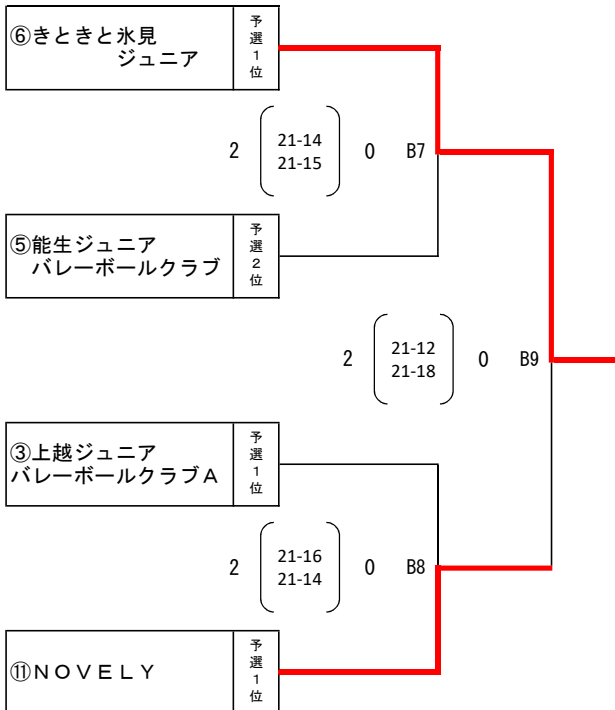 ⑥きときと氷見
ジュニア
予選1位
2
21-14
21-15
0
B7
⑤能生ジュニア
バレーボールクラブ
予選2位
2
21-12
21-18
0
B9
③上越ジュニア
バレーボールクラブA
予選1位
2
21-16
21-14
0
B8
⑪ＮＯＶＥＬＹ
予選1位